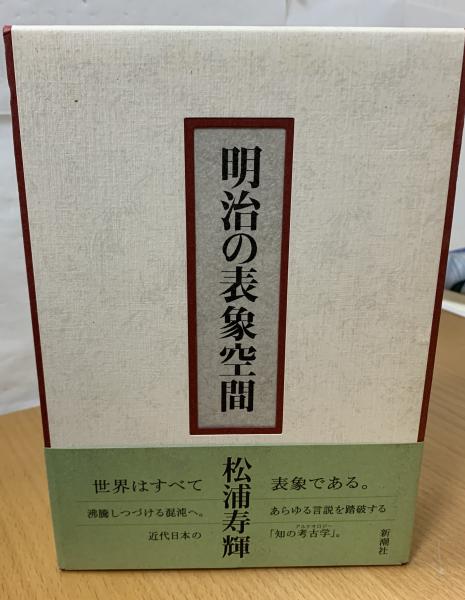 明治の表象空間
松浦寿輝
世界はすべて 表象である。
沸騰しつづける混沌へ。 あらゆる言説を踏破する
近代日本の 「知の考古学」。
アルケオロジー
新潮社